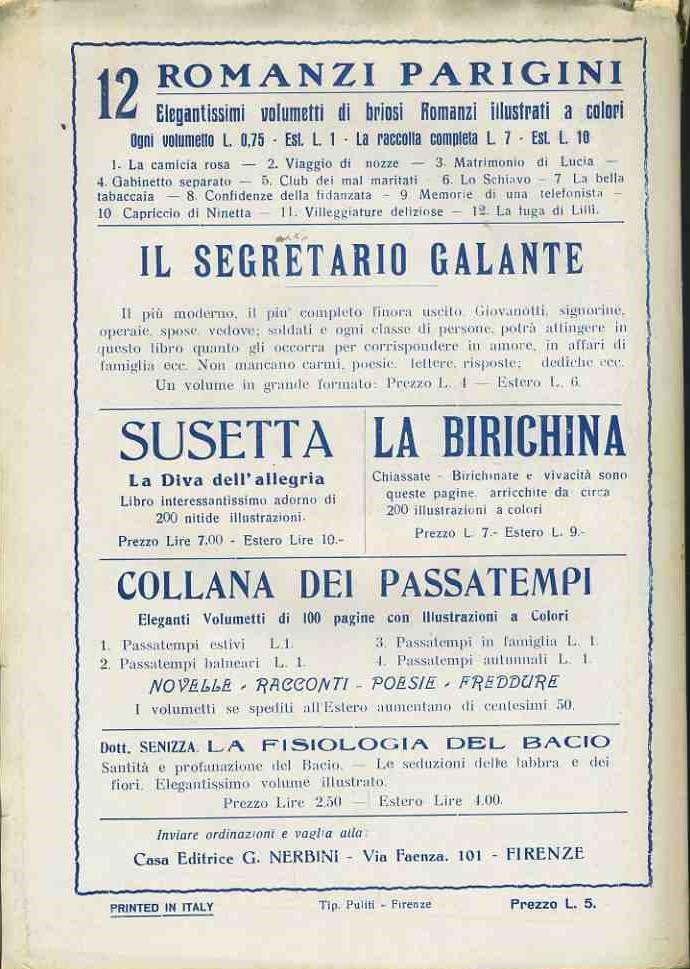 12 ROMANZI PARIGINI
Elegantissimi volumetti di briosi Romanzi illustrati a colori
Ogni volumetto L. 0,75 - Est. L. 1 - La raccolta completa L. 7 - Est. L. 10
1- La camicia rosa — 2. Viaggio di nozze — 3. Matrimonio di Lucia —
4. Gabinetto separato — 5. Club dei mal maritati - 6. Lo Schiavo — 7 La bella
tabaccaia — 8. Confidenze della fidanzata - 9 Memorie di una telefonista —
10 Capriccio di Ninetta — 11. Villeggiature deliziose — 12. La fuga di Lilli.
IL SEGRETARIO GALANTE
Il più moderno, il piu' completo finora uscito. Giovanotti, signorine,
operaie, spose, vedove; soldati e ogni classe di persone, potrà attingere in
questo libro quanto gli occorra per corrispondere in amore, in affari di
famiglia ecc. Non mancano carmi, poesie, lettere, risposte; dediche ecc.
Un volume in grande formato: Prezzo L. 4 — Estero L. 6.
SUSETTA
La Diva dell'allegria
Libro interessantissimo adorno di
200 nitide illustrazioni.
Prezzo Lire 7.00 - Estero Lire 10.-
LA BIRICHINA
Chiassate - Birichinate e vivacità sono
queste pagine, arricchite da circa
200 illustrazioni a colori
Prezzo L. 7.- Estero L. 9.-
COLLANA DEI PASSATEMPI
Eleganti Volumetti di 100 pagine con Illustrazioni a Colori
1. Passatempi estivi L.1.
2. Passatempi balneari L. 1.
3. Passatempi in famiglia L. 1.
4. Passatempi autunnali L. 1.
NOVELLE - RACCONTI - POESIE - FREDDURE
I volumetti se spediti all'Estero aumentano di centesimi 50.
Dott. SENIZZA. LA FISIOLOGIA DEL BACIO
Santità e profanazione del Bacio. — Le seduzioni delle labbra e dei
fiori. Elegantissimo volume illustrato.
Prezzo Lire 2.50 — Estero Lire 4.00.
Inviare ordinazioni e vaglia alla:
Casa Editrice G. NERBINI - Via Faenza. 101 - FIRENZE
PRINTED IN ITALY
Tip. Puliti - Firenze
Prezzo L. 5.